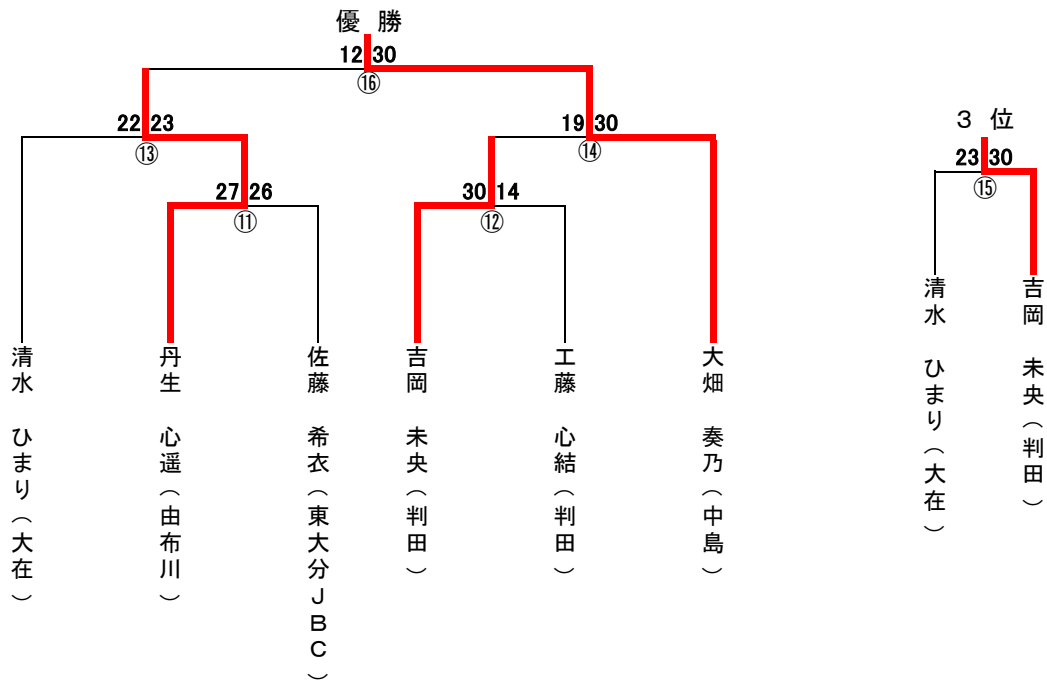 優 勝
12 30
⑯
22 23
⑬
19 30
⑭
27 26
⑪
30 14
⑫
清水 ひまり（大在）
丹生 心遥（由布川）
佐藤 希衣（東大分ＪＢＣ）
吉岡 未央（判田）
工藤 心結（判田）
大畑 奏乃（中島）
３ 位
23 30
⑮
清水 ひまり（大在）
吉岡 未央（判田）